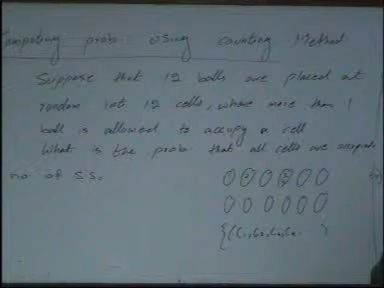 Computing prob using counting Method
Suppose that 12 balls are placed at
random into 12 cells, where more than 1
ball is allowed to occupy a cell
What is the prob that all cells are occupied
no. of SS.